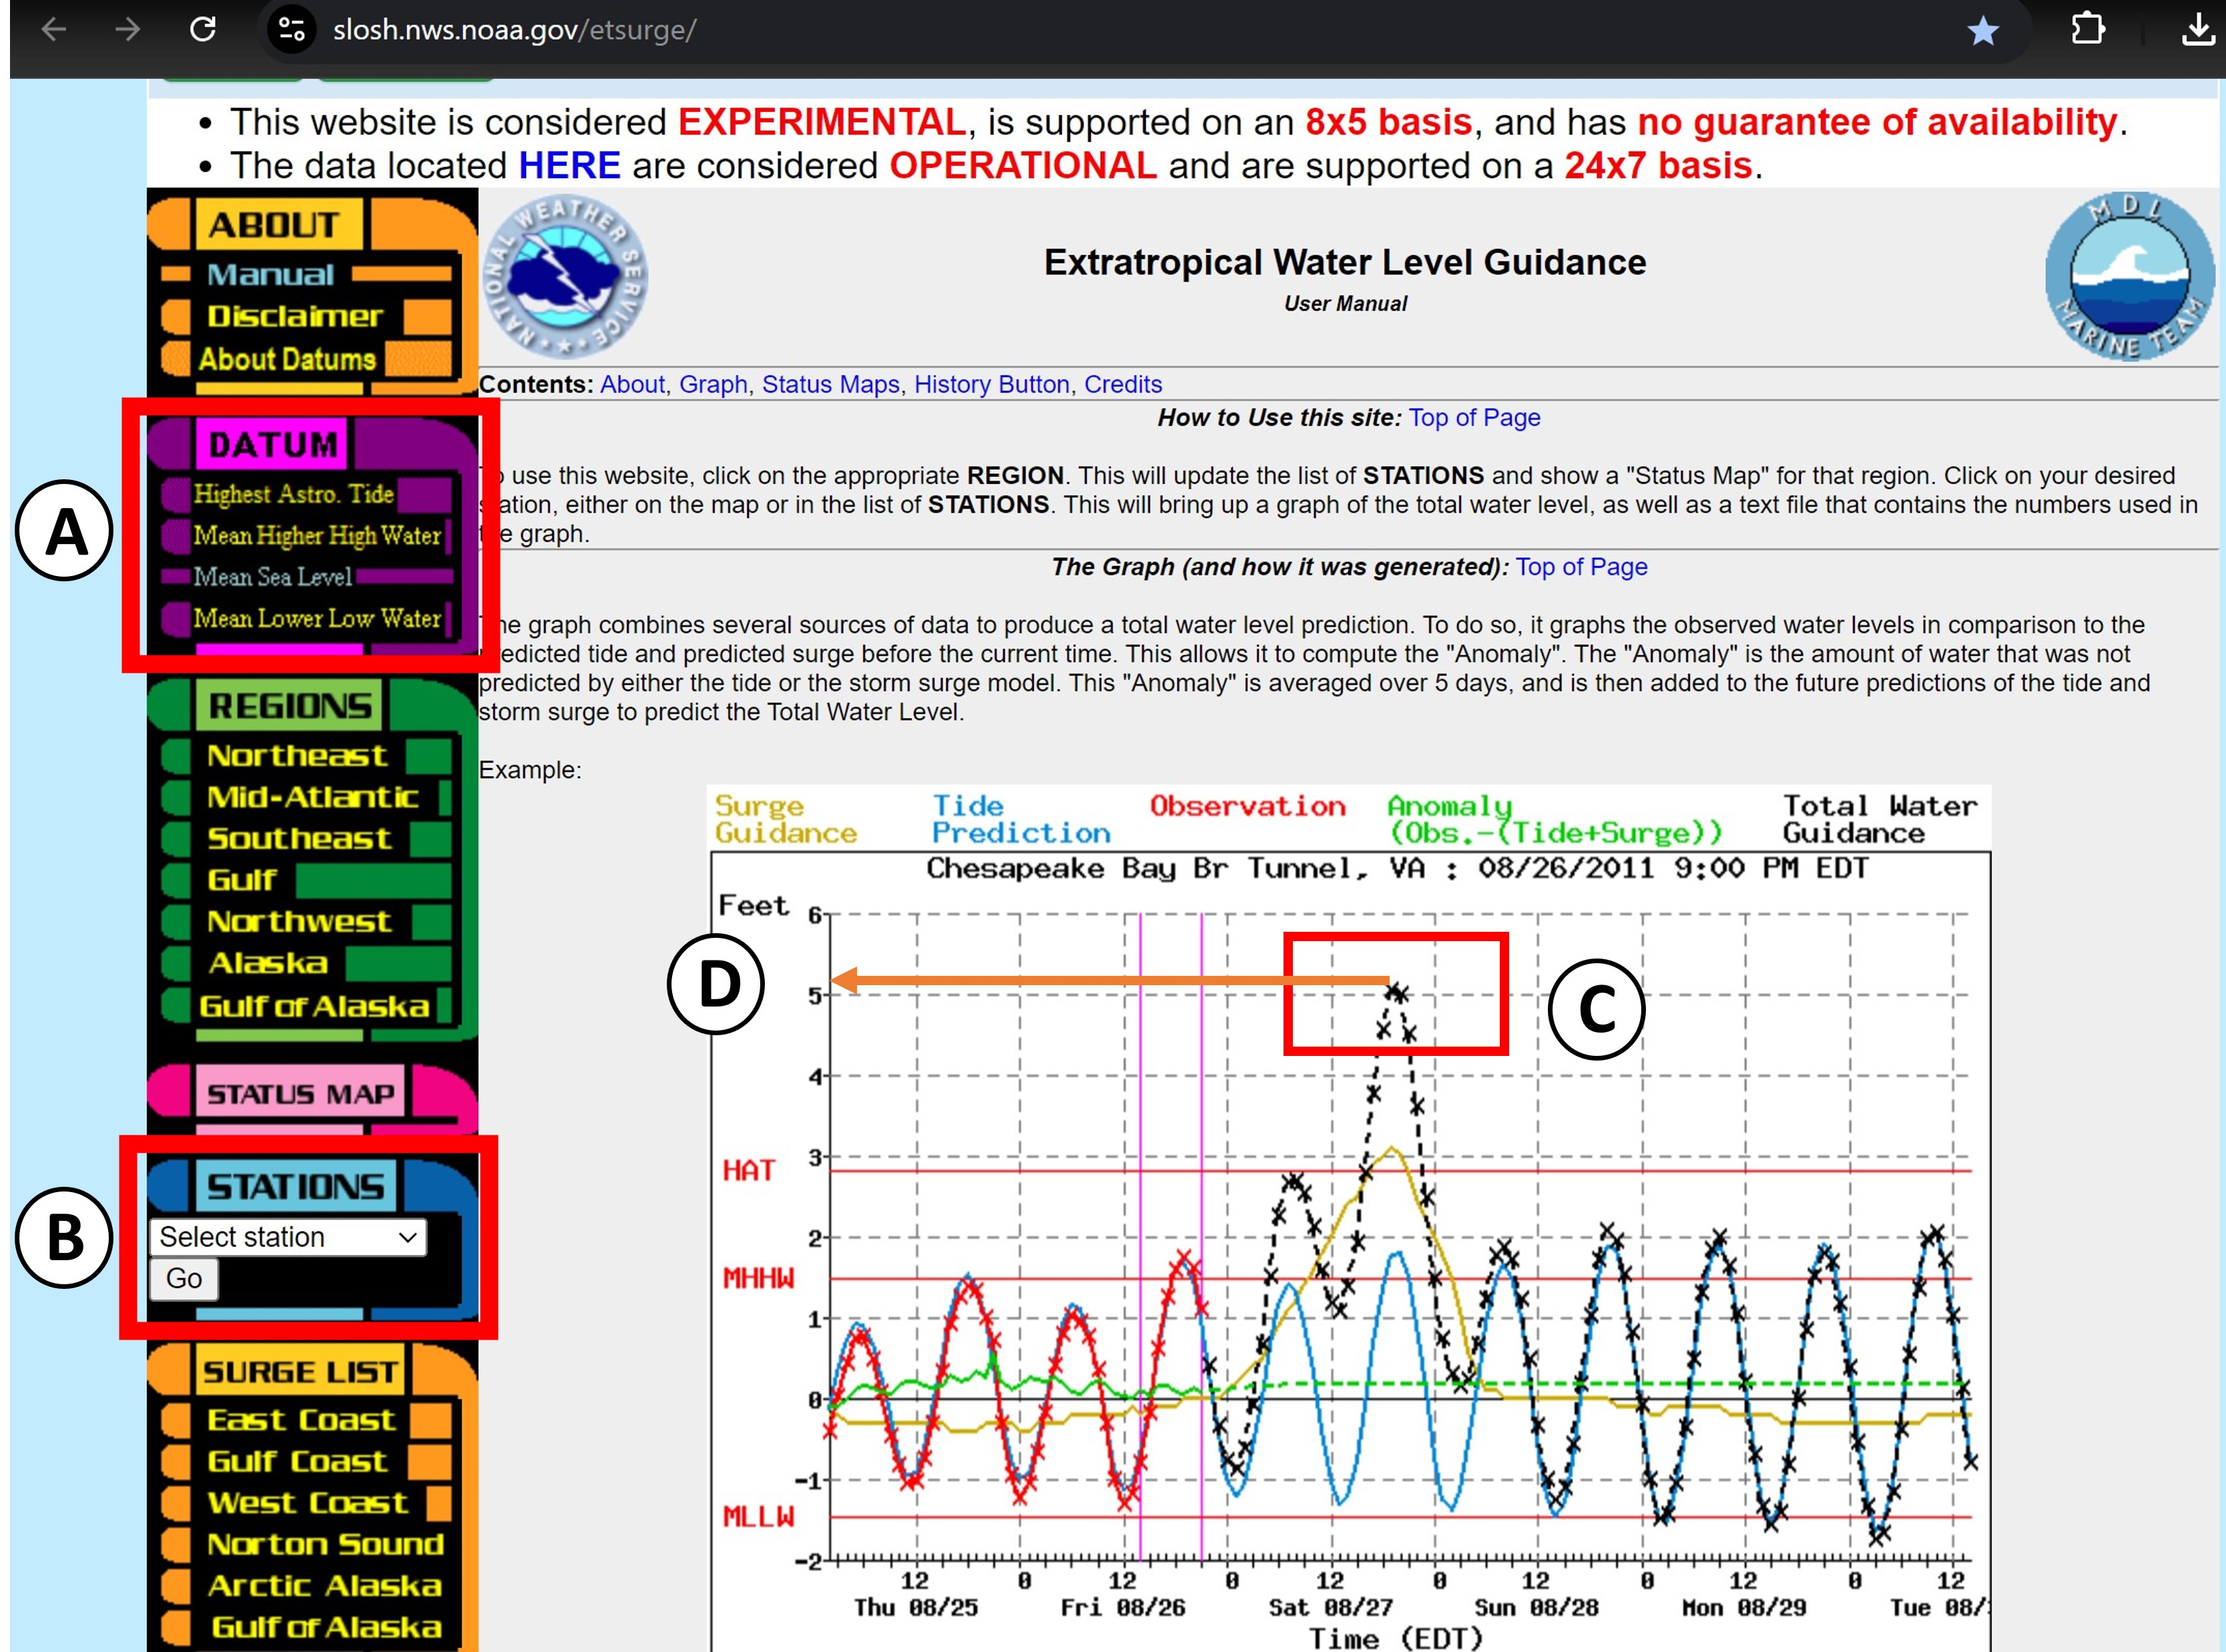 slosh.nws.noaa.gov/etsurge/
• This website is considered EXPERIMENTAL, is supported on an 8x5 basis, and has no guarantee of availability.
• The data located HERE are considered OPERATIONAL and are supported on a 24x7 basis.
ABOUT
Manual
Disclaimer
About Datums
A
DATUM
Highest Astro. Tide
Mean Higher High Water
Mean Sea Level
Mean Lower Low Water
REGIONS
Northeast
Mid-Atlantic
Southeast
Gulf
Northwest
Alaska
Gulf of Alaska
STATUS MAP
B
STATIONS
Select station
Go
SURGE LIST
East Coast
Gulf Coast
West Coast
Norton Sound
Arctic Alaska
Gulf of Alaska
NATIONAL WEATHER SERVICE
Extratropical Water Level Guidance
User Manual
MDL
MARINE TEAM
Contents: About, Graph, Status Maps, History Button, Credits
How to Use this site: Top of Page
use this website, click on the appropriate REGION. This will update the list of STATIONS and show a "Status Map" for that region. Click on your desired
station, either on the map or in the list of STATIONS. This will bring up a graph of the total water level, as well as a text file that contains the numbers used in
the graph.
The Graph (and how it was generated): Top of Page
The graph combines several sources of data to produce a total water level prediction. To do so, it graphs the observed water levels in comparison to the
predicted tide and predicted surge before the current time. This allows it to compute the "Anomaly". The "Anomaly" is the amount of water that was not
predicted by either the tide or the storm surge model. This "Anomaly" is averaged over 5 days, and is then added to the future predictions of the tide and
storm surge to predict the Total Water Level.
Example:
Surge Guidance
Tide Prediction
Observation
Anomaly (Obs.-(Tide+Surge))
Total Water Guidance
Chesapeake Bay Br Tunnel, VA : 08/26/2011 9:00 PM EDT
Feet
6
D
5
C
4
HAT
3
2
MHHW
1
0
-1
MLLW
-2
12 0 12 0 12 0 12 0 12 0 12
Thu 08/25 Fri 08/26 Sat 08/27 Sun 08/28 Mon 08/29 Tue 08/
Time (EDT)